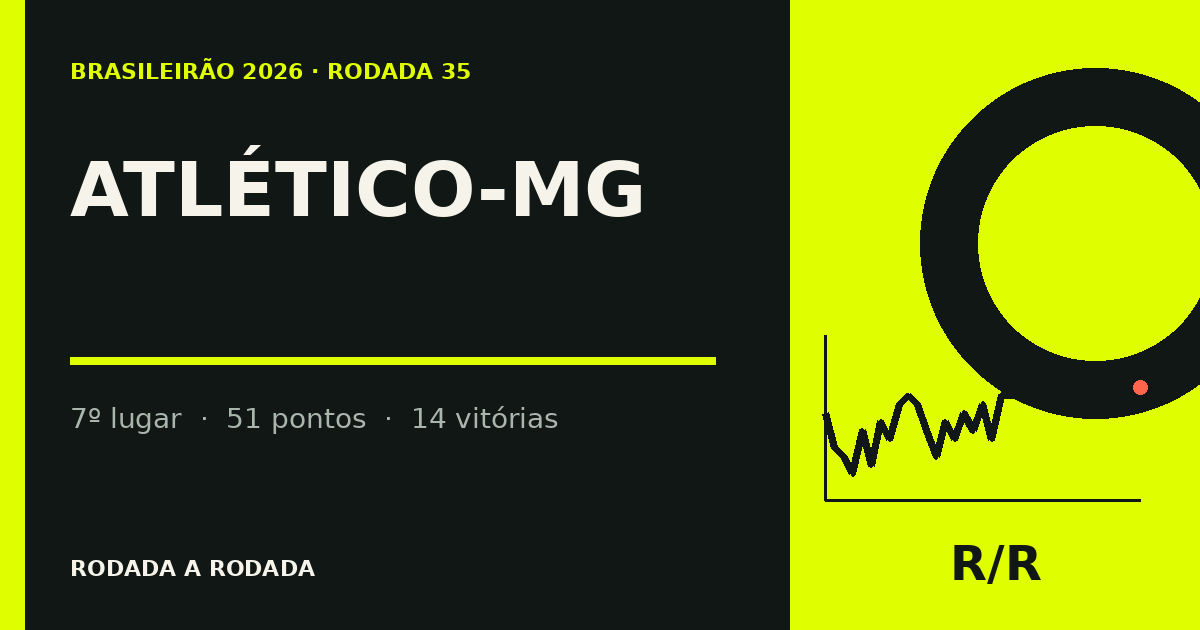 BRASILEIRÃO 2026 · RODADA 35
ATLÉTICO-MG
7º lugar · 51 pontos · 14 vitórias
RODADA A RODADA
R/R